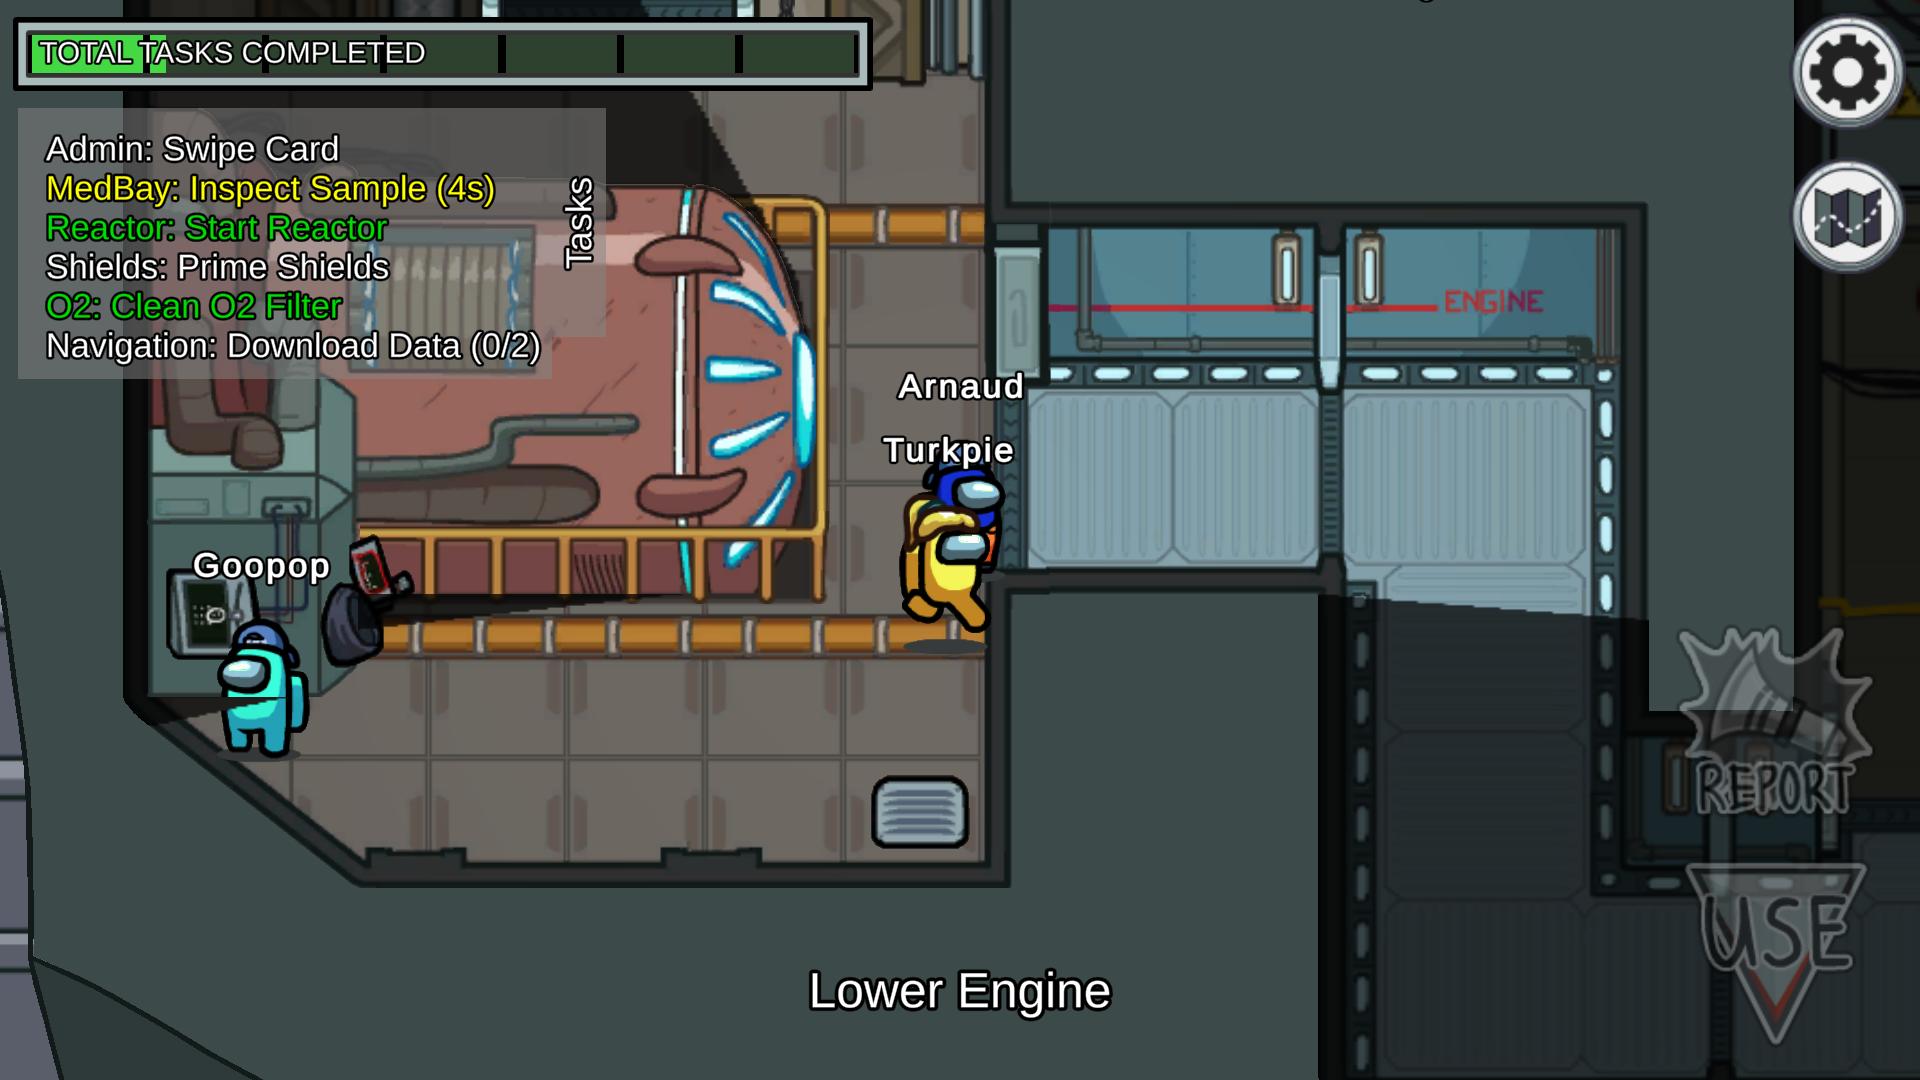 TOTAL TASKS COMPLETED
Admin: Swipe Card
MedBay: Inspect Sample (4s)
Reactor: Start Reactor
Shields: Prime Shields
O2: Clean O2 Filter
Navigation: Download Data (0/2)
Tasks
ENGINE
Arnaud
Turkpie
Goopop
REPORT
USE
Lower Engine